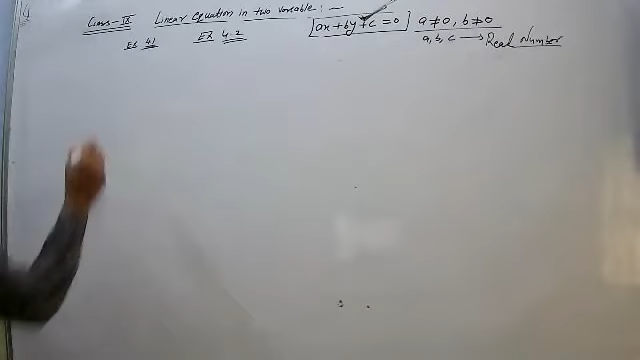 Class-IX Linear equation in two variable:- ax+by+c=0 a≠0, b≠0
Ex 4.1 EX 4.2 a, b, c → Real Number